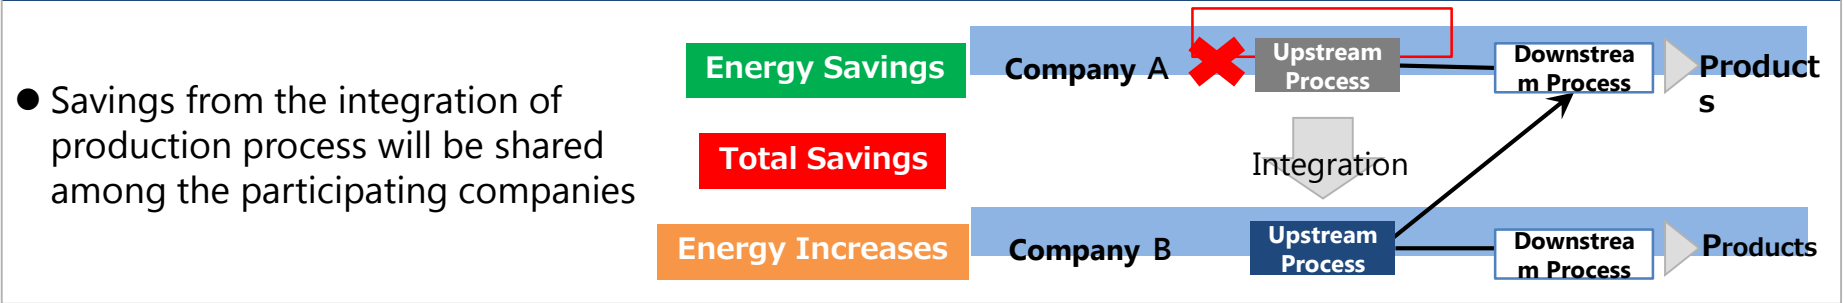 ● Savings from the integration of
production process will be shared
among the participating companies
Energy Savings
Total Savings
Energy Increases
Company A
Upstream
Process
Downstrea
m Process
Product
s
Integration
Company B
Upstream
Process
Downstrea
m Process
Products